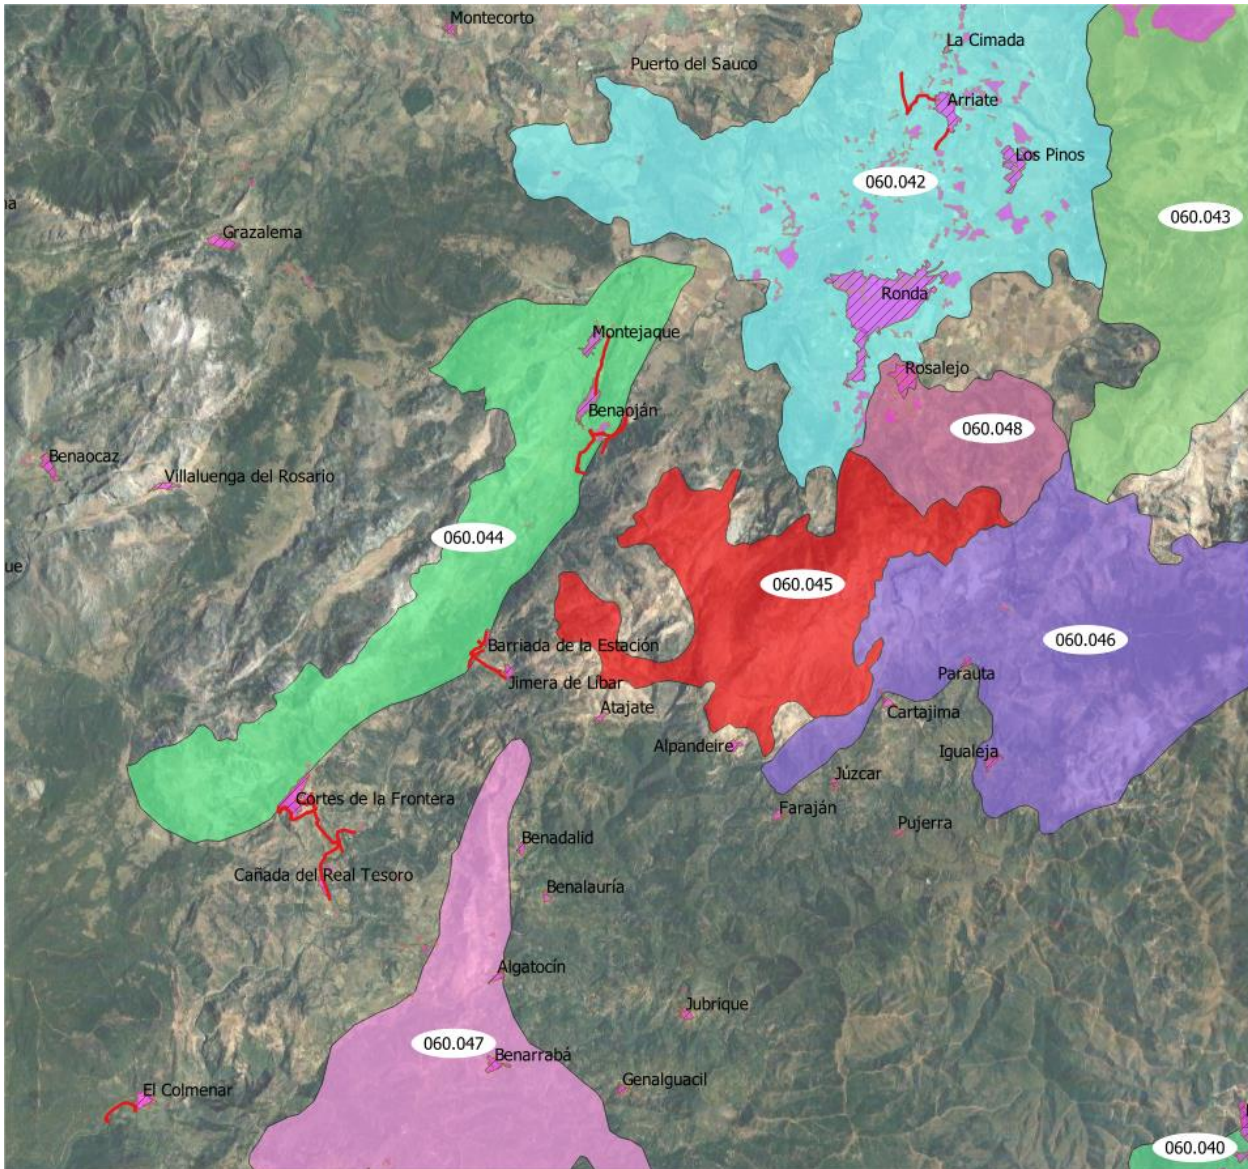 Montecorto
La Cimada
Puerto del Sauco
Arriate
Los Pinos
060.042
na
060.043
Grazalema
Ronda
Montejaque
Rosalejo
Benaoján
060.048
Benaocaz
Villaluenga del Rosario
060.044
ue
060.045
060.046
Barriada de la Estación
Parauta
Jimera de Líbar
Atajate
Cartajima
Alpandeire
Igualeja
Júzcar
Cortes de la Frontera
Faraján
Pujerra
Benadalid
Cañada del Real Tesoro
Benalauría
Algatocín
Jubrique
060.047
Benarrabá
Genalguacil
El Colmenar
060.040